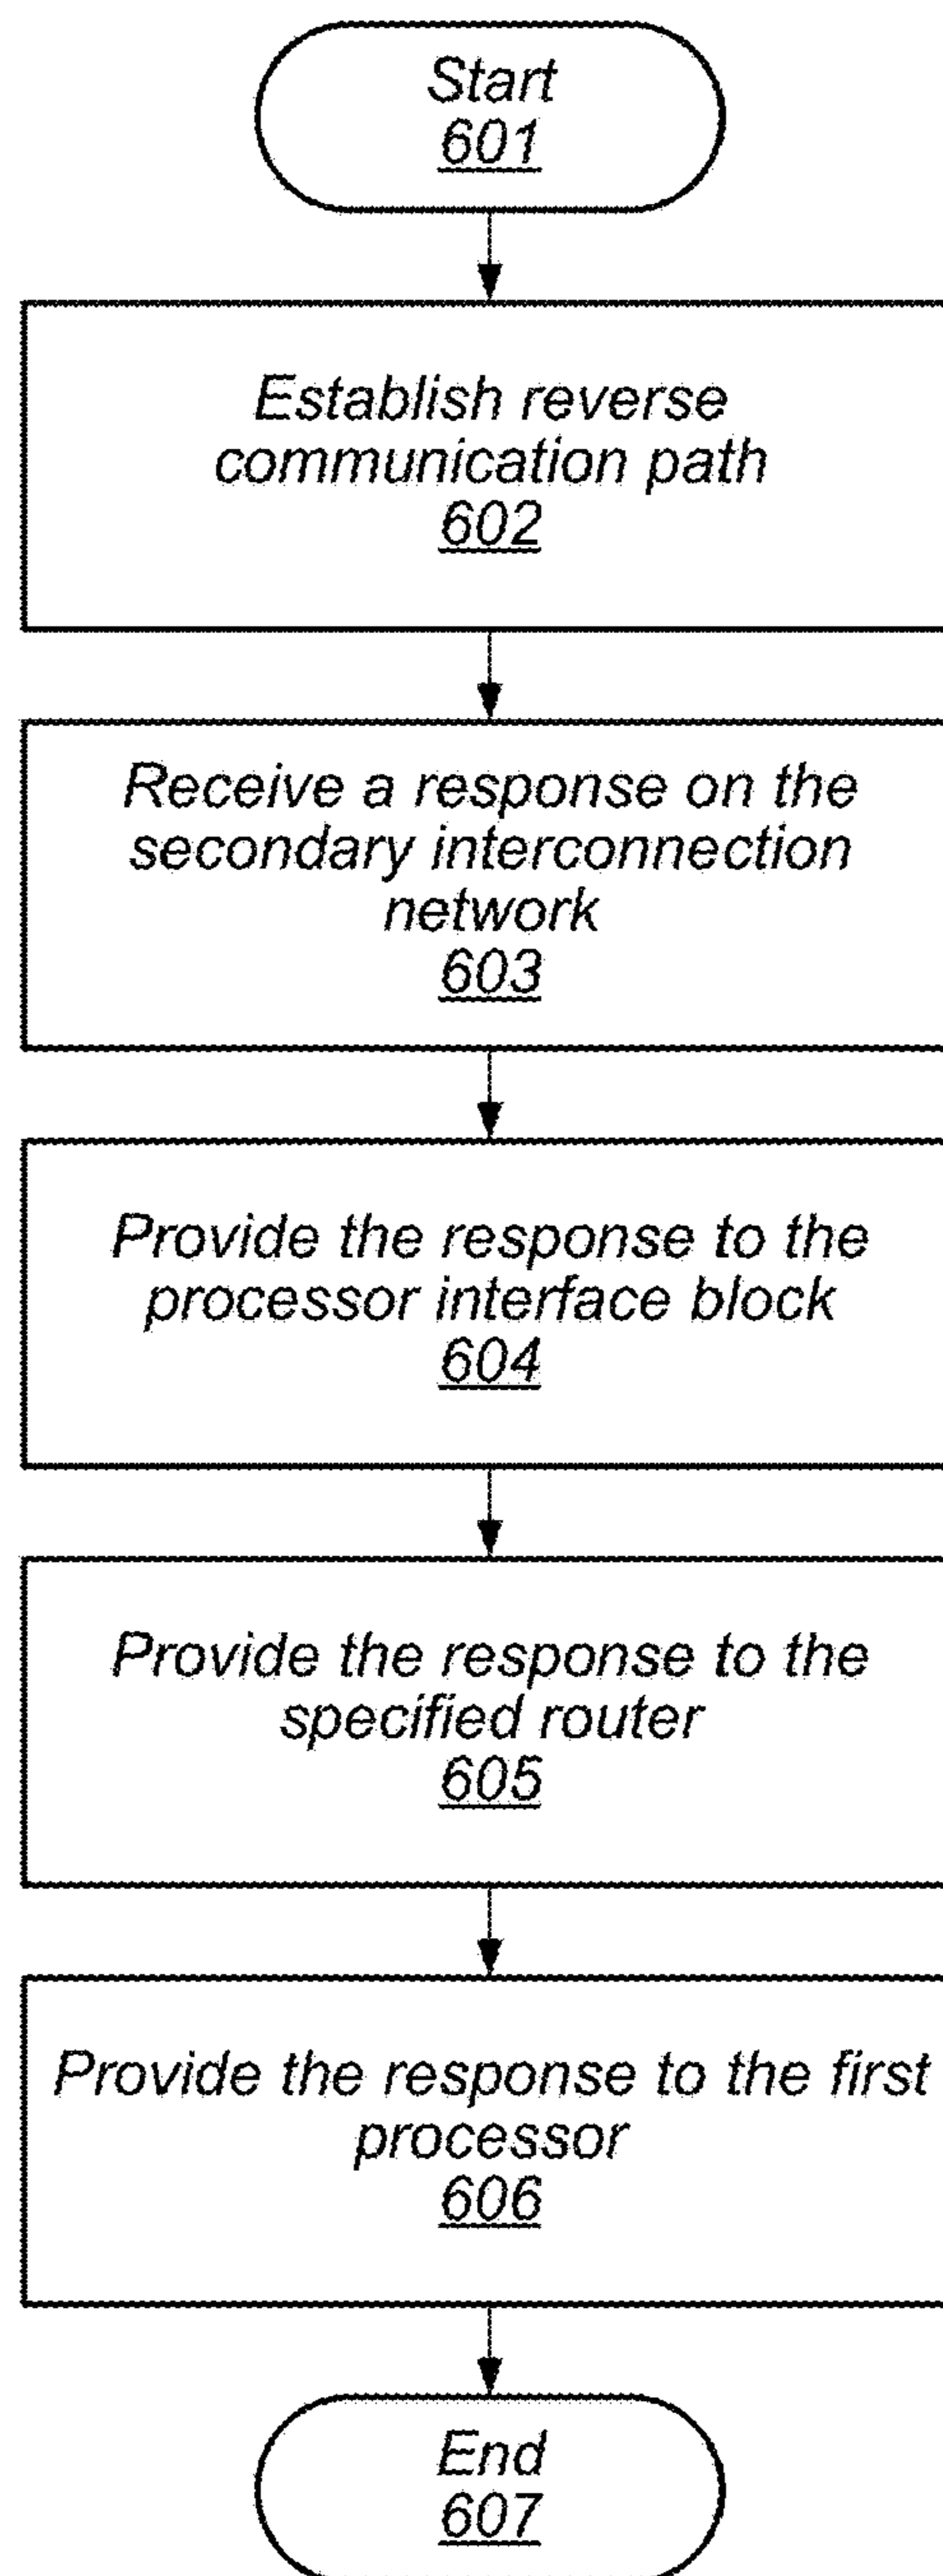 Start
601
Establish reverse
communication path
602
Receive a response on the
secondary interconnection
network
603
Provide the response to the
processor interface block
604
Provide the response to the
specified router
605
Provide the response to the first
processor
606
End
607